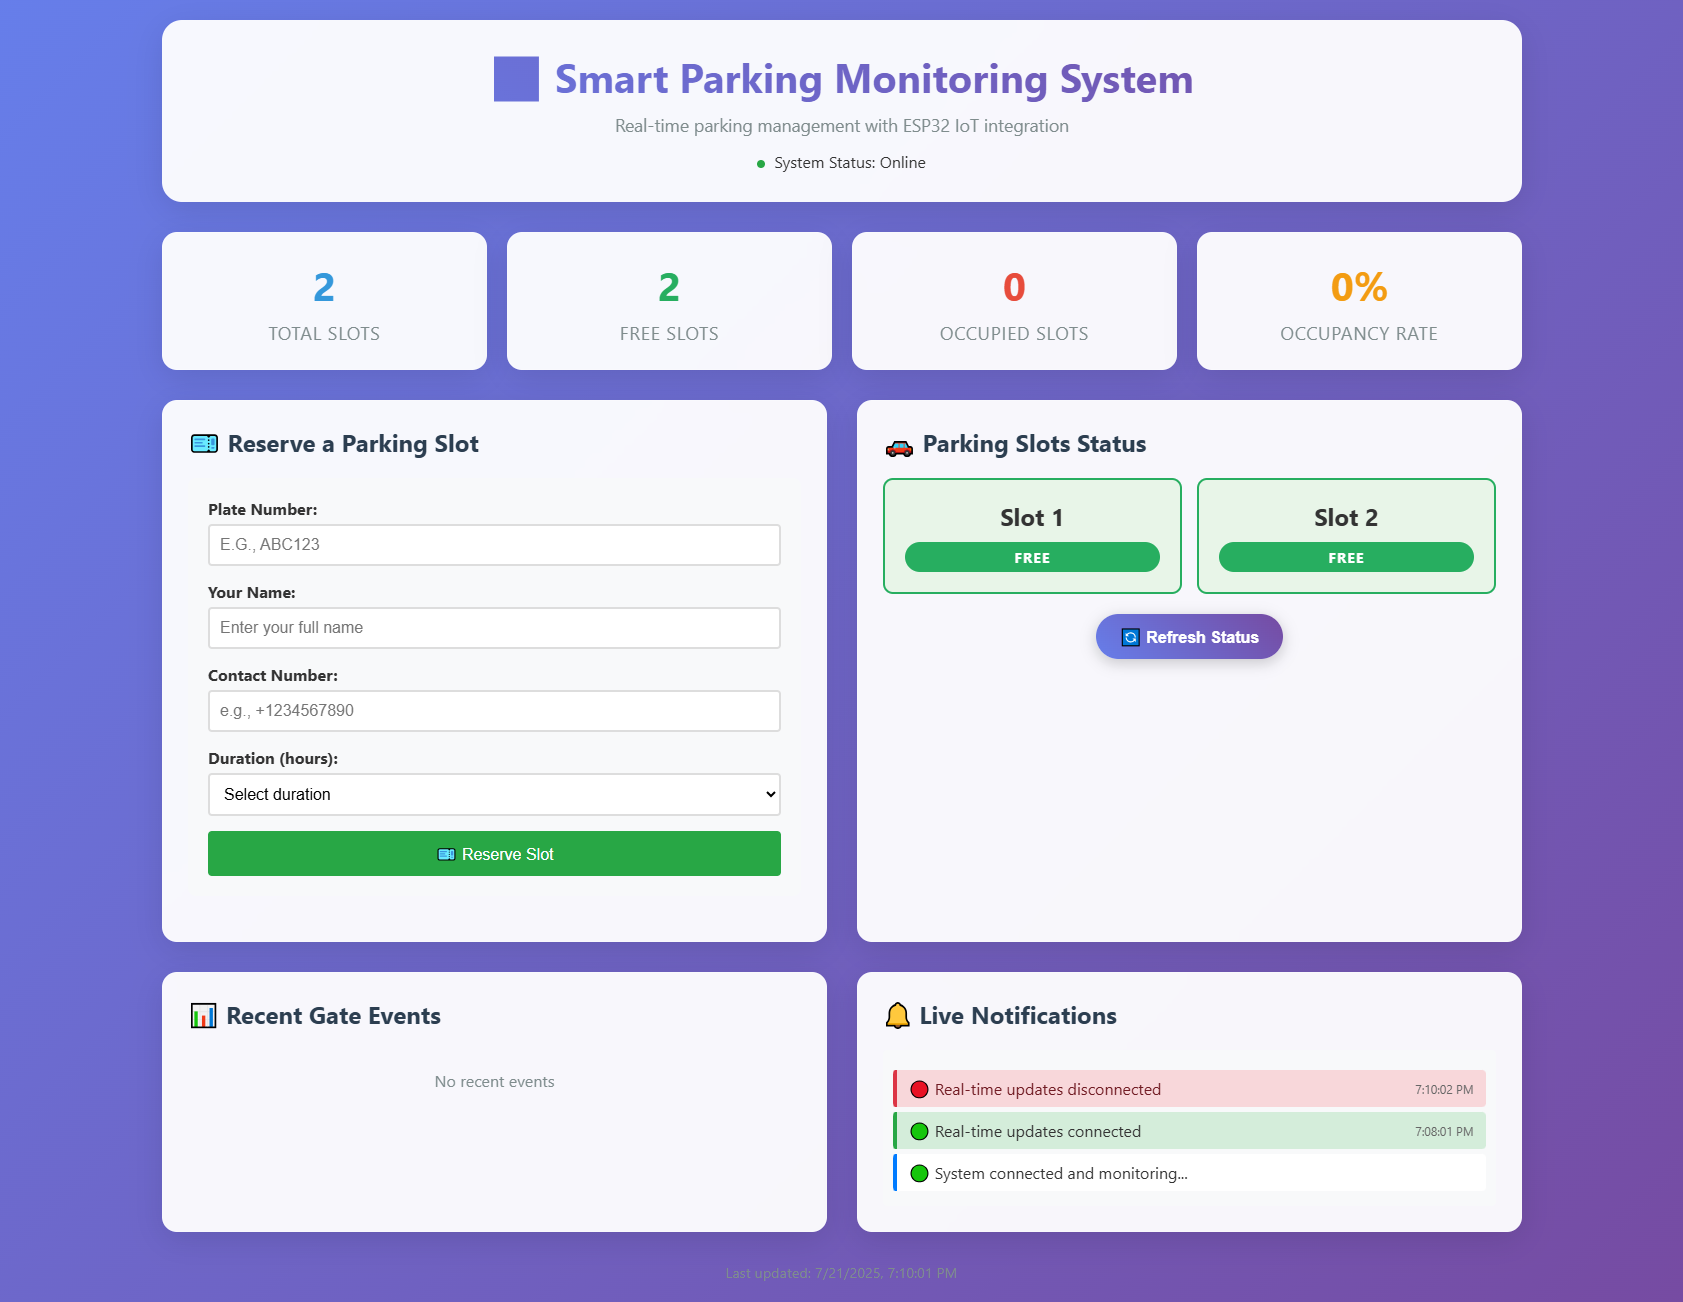 Smart Parking Monitoring System
Real-time parking management with ESP32 IoT integration
System Status: Online
2
TOTAL SLOTS
2
FREE SLOTS
0
OCCUPIED SLOTS
0%
OCCUPANCY RATE
Reserve a Parking Slot
Plate Number:
E.G., ABC123
Your Name:
Enter your full name
Contact Number:
e.g., +1234567890
Duration (hours):
Select duration
Reserve Slot
Parking Slots Status
Slot 1
FREE
Slot 2
FREE
Refresh Status
Recent Gate Events
No recent events
Live Notifications
Real-time updates disconnected 7:10:02 PM
Real-time updates connected 7:08:01 PM
System connected and monitoring...
Last updated: 7/21/2025, 7:10:01 PM